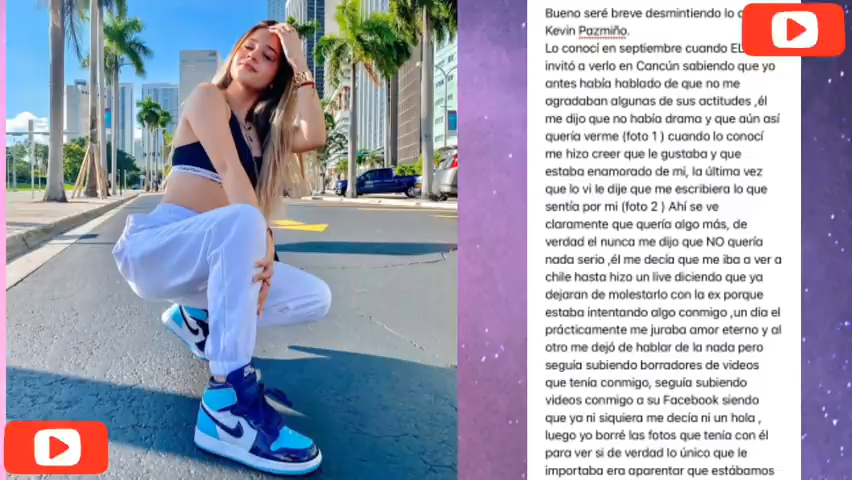 Bueno seré breve desmintiendo lo
Kevin Pazmiño.
Lo conocí en septiembre cuando EL
invitó a verlo en Cancún sabiendo que yo
antes había hablado de que no me
agradaban algunas de sus actitudes ,él
me dijo que no había drama y que aún así
quería verme (foto 1 ) cuando lo conocí
me hizo creer que le gustaba y que
estaba enamorado de mi, la última vez
que lo vi le dije que me escribiera lo que
sentía por mi (foto 2 ) Ahí se ve
claramente que quería algo más, de
verdad el nunca me dijo que NO quería
nada serio ,él me decía que me iba a ver a
chile hasta hizo un live diciendo que ya
dejaran de molestarlo con la ex porque
estaba intentando algo conmigo ,un día el
prácticamente me juraba amor eterno y al
otro me dejó de hablar de la nada pero
seguía subiendo borradores de videos
que tenía conmigo, seguía subiendo
videos conmigo a su Facebook siendo
que ya ni siquiera me decía ni un hola ,
luego yo borré las fotos que tenía con él
para ver si de verdad lo único que le
importaba era aparentar que estábamos